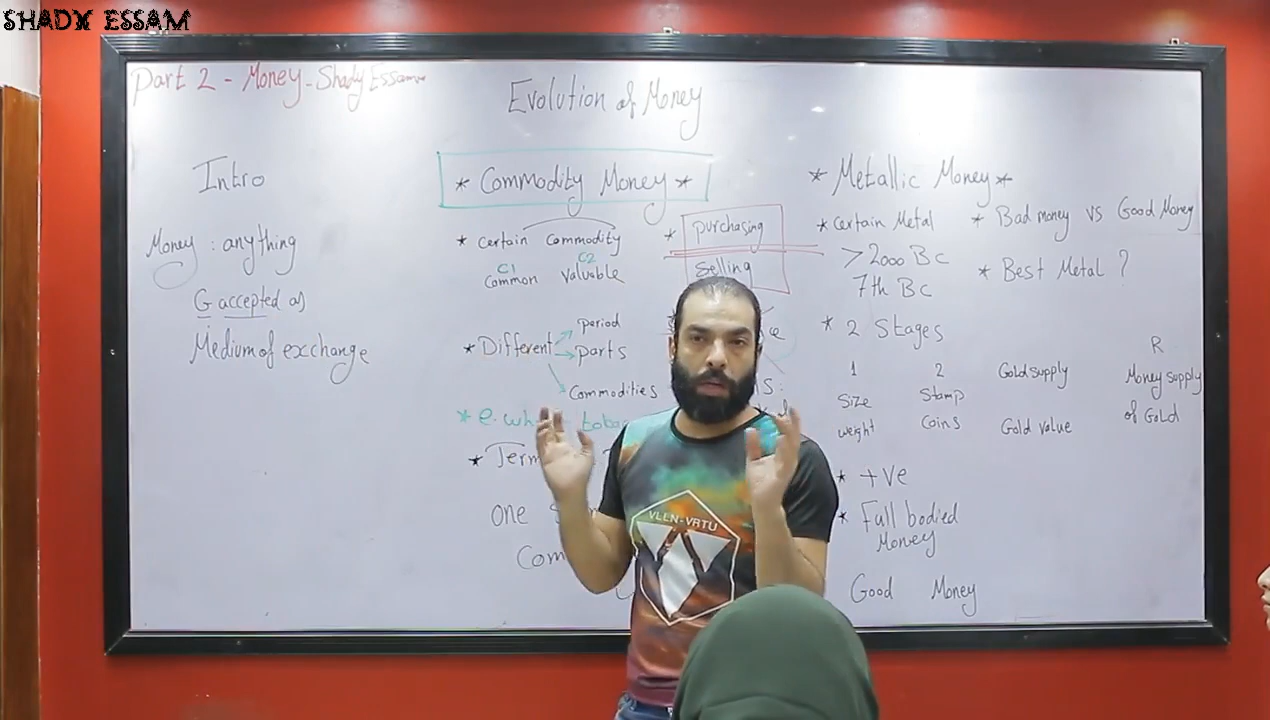 SHADY ESSAM
Part 2 - Money - Shady Essam
Evolution of Money
Intro
Money : anything
G accepted as
Medium of exchange
* Commodity Money *
* Certain Commodity
C1 C2
Common Valuable
* Different
period
parts
Commodities
* e.
* Term
One
Com
* purchasing
Selling
* Metallic Money *
* Certain Metal
> 2000 BC
7th BC
* 2 Stages
1 2
Size Stamp
weight Coins
* +ve
* Full bodied
Money
Good Money
* Bad money VS Good Money
* Best Metal ?
Gold supply
Gold value
R
Money supply
of Gold
VLLN-VRTU